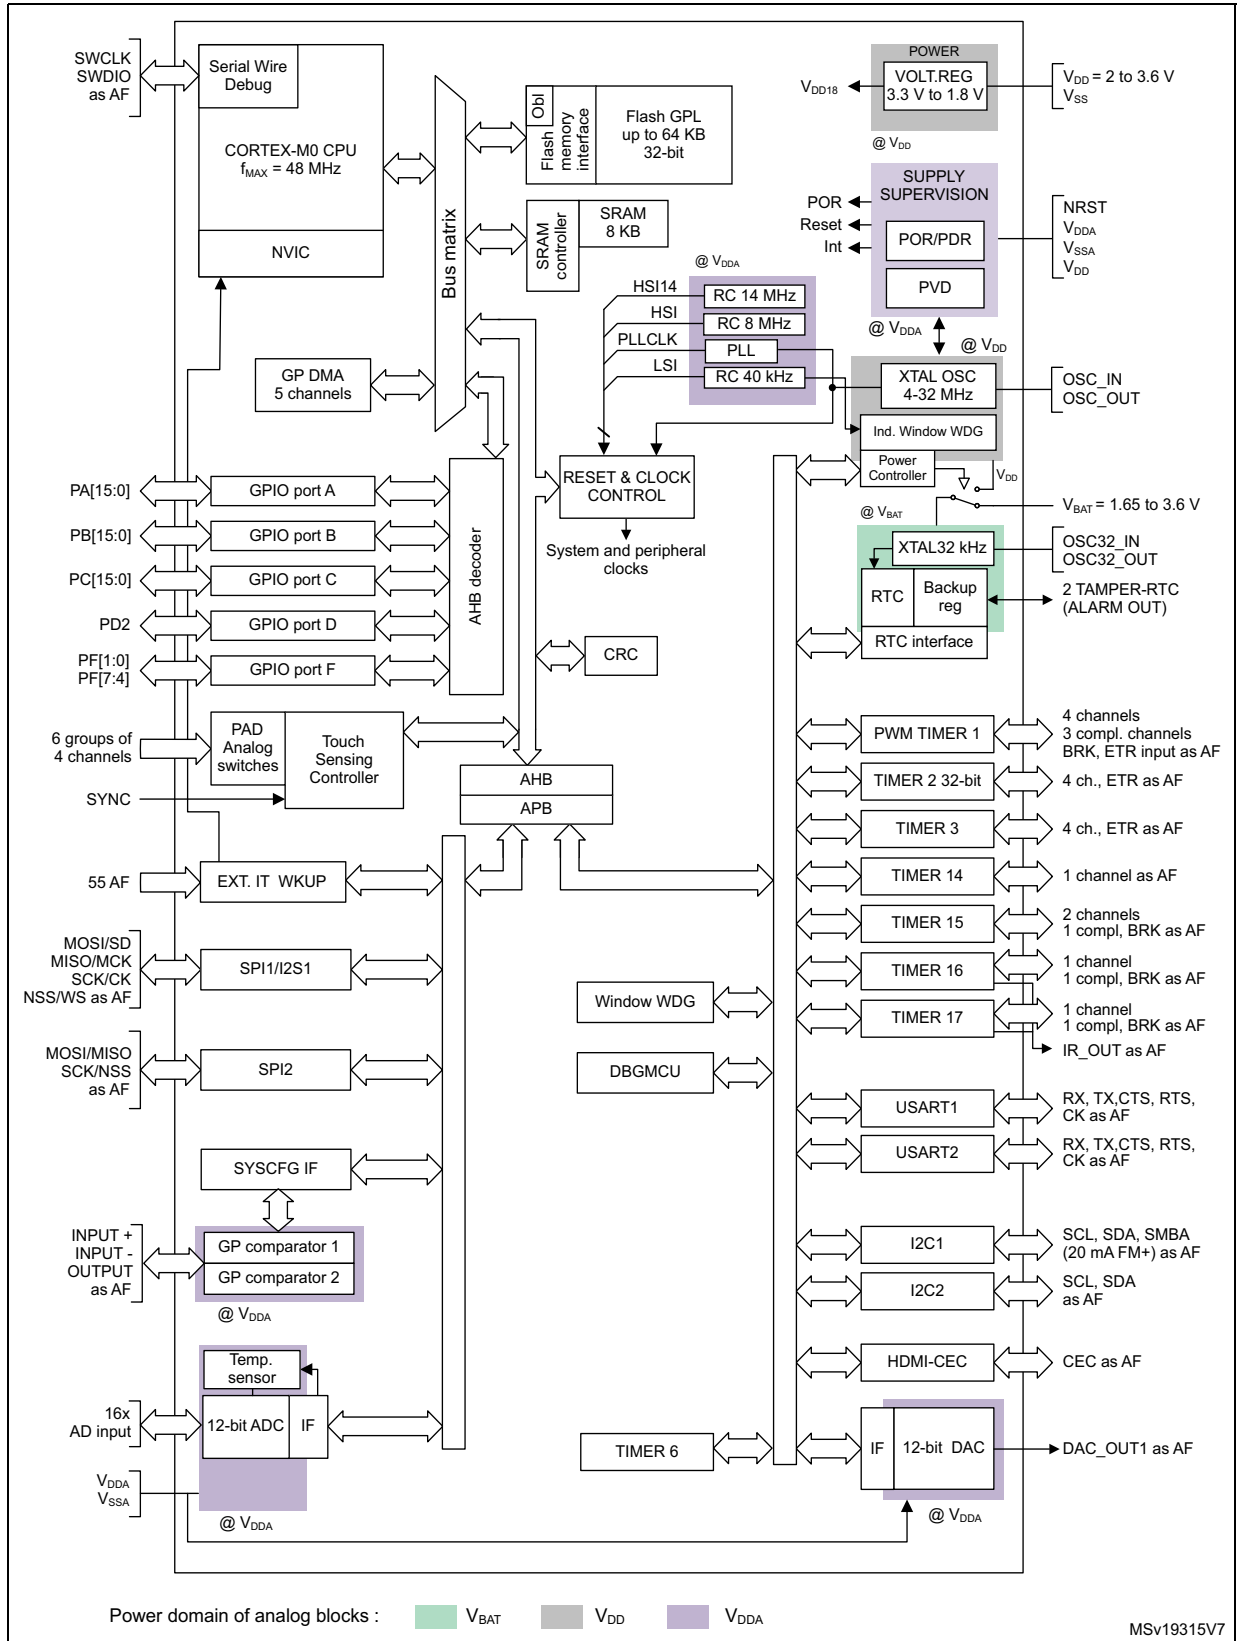 SWCLK
SWDIO
as AF
Serial Wire
Debug
CORTEX-M0 CPU
fMAX = 48 MHz
NVIC
Bus matrix
Obl
Flash
memory
interface
Flash GPL
up to 64 KB
32-bit
SRAM
controller
SRAM
8 KB
POWER
VOLT.REG
3.3 V to 1.8 V
VDD18
VDD = 2 to 3.6 V
VSS
@ VDD
SUPPLY
SUPERVISION
POR
Reset
Int
POR/PDR
PVD
NRST
VDDA
VSSA
VDD
@ VDDA
@ VDDA
@ VDD
HSI14
HSI
PLLCLK
LSI
RC 14 MHz
RC 8 MHz
PLL
RC 40 kHz
XTAL OSC
4-32 MHz
OSC_IN
OSC_OUT
Ind. Window WDG
Power
Controller
VDD
VBAT = 1.65 to 3.6 V
@ VBAT
GP DMA
5 channels
RESET & CLOCK
CONTROL
System and peripheral
clocks
XTAL32 kHz
OSC32_IN
OSC32_OUT
RTC
Backup
reg
RTC interface
2 TAMPER-RTC
(ALARM OUT)
PA[15:0]
GPIO port A
PB[15:0]
GPIO port B
PC[15:0]
GPIO port C
PD2
GPIO port D
PF[1:0]
PF[7:4]
GPIO port F
AHB decoder
CRC
6 groups of
4 channels
SYNC
PAD
Analog
switches
Touch
Sensing
Controller
AHB
APB
PWM TIMER 1
4 channels
3 compl. channels
BRK, ETR input as AF
TIMER 2 32-bit
4 ch., ETR as AF
TIMER 3
4 ch., ETR as AF
TIMER 14
1 channel as AF
TIMER 15
2 channels
1 compl, BRK as AF
TIMER 16
1 channel
1 compl, BRK as AF
TIMER 17
1 channel
1 compl, BRK as AF
IR_OUT as AF
55 AF
EXT. IT WKUP
MOSI/SD
MISO/MCK
SCK/CK
NSS/WS as AF
SPI1/I2S1
Window WDG
MOSI/MISO
SCK/NSS
as AF
SPI2
DBGMCU
USART1
RX, TX,CTS, RTS,
CK as AF
USART2
RX, TX,CTS, RTS,
CK as AF
SYSCFG IF
INPUT +
INPUT -
OUTPUT
as AF
GP comparator 1
GP comparator 2
@ VDDA
I2C1
SCL, SDA, SMBA
(20 mA FM+) as AF
I2C2
SCL, SDA
as AF
HDMI-CEC
CEC as AF
Temp.
sensor
16x
AD input
12-bit ADC
IF
VDDA
VSSA
@ VDDA
TIMER 6
IF
12-bit DAC
DAC_OUT1 as AF
@ VDDA
Power domain of analog blocks :
VBAT
VDD
VDDA
MSv19315V7